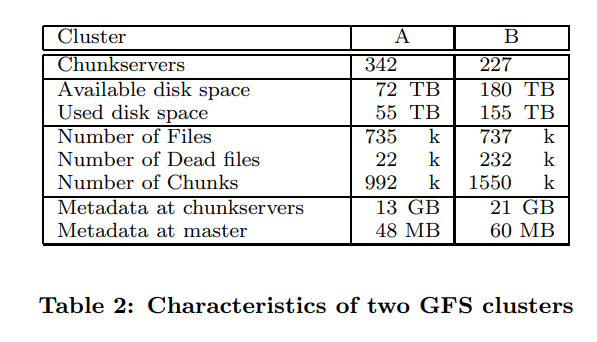 Cluster A B
Chunkservers 342 227
Available disk space 72 TB 180 TB
Used disk space 55 TB 155 TB
Number of Files 735 k 737 k
Number of Dead files 22 k 232 k
Number of Chunks 992 k 1550 k
Metadata at chunkservers 13 GB 21 GB
Metadata at master 48 MB 60 MB
Table 2: Characteristics of two GFS clusters